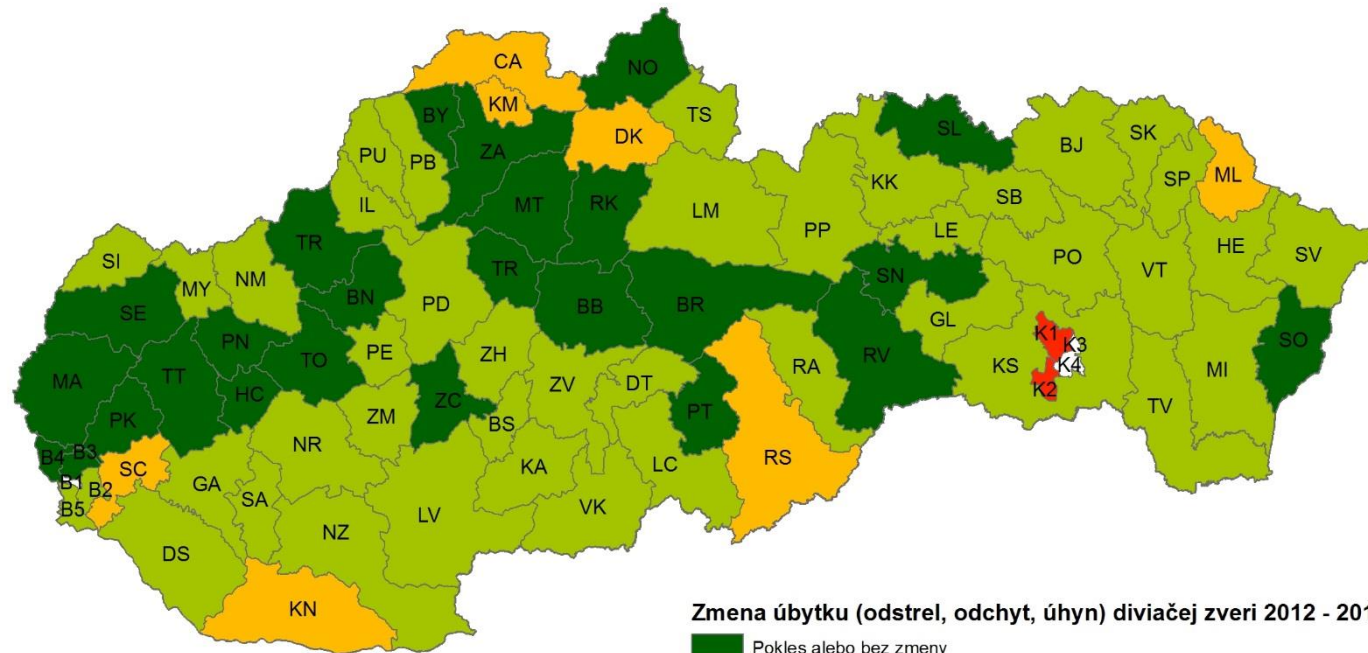 CA
NO
KM
BY
DK
TS
SL
ZA
PU
PB
BJ
SK
SP
ML
KK
IL
MT
RK
LM
PP
SB
LE
HE
SV
TR
SI
MY
NM
TR
BN
PD
BB
BR
SN
PO
VT
SE
PN
TO
PE
ZH
GL
K1
K3
K4
K2
KS
SO
MA
TT
HC
ZC
ZM
ZV
DT
RA
RV
MI
PK
BS
PT
TV
B4
B3
SC
NR
KA
LC
RS
B1
B2
GA
SA
B5
NZ
LV
VK
DS
KN
Zmena úbytku (odstrel, odchyt, úhyn) diviačej zveri 2012 - 201
Pokles alebo bez zmeny